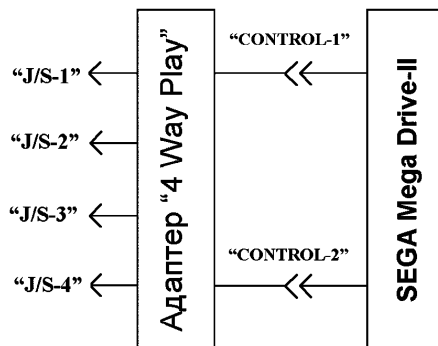 “J/S-1”
“J/S-2”
“J/S-3”
“J/S-4”
Адаптер “4 Way Play”
“CONTROL-1”
“CONTROL-2”
SEGA Mega Drive-II